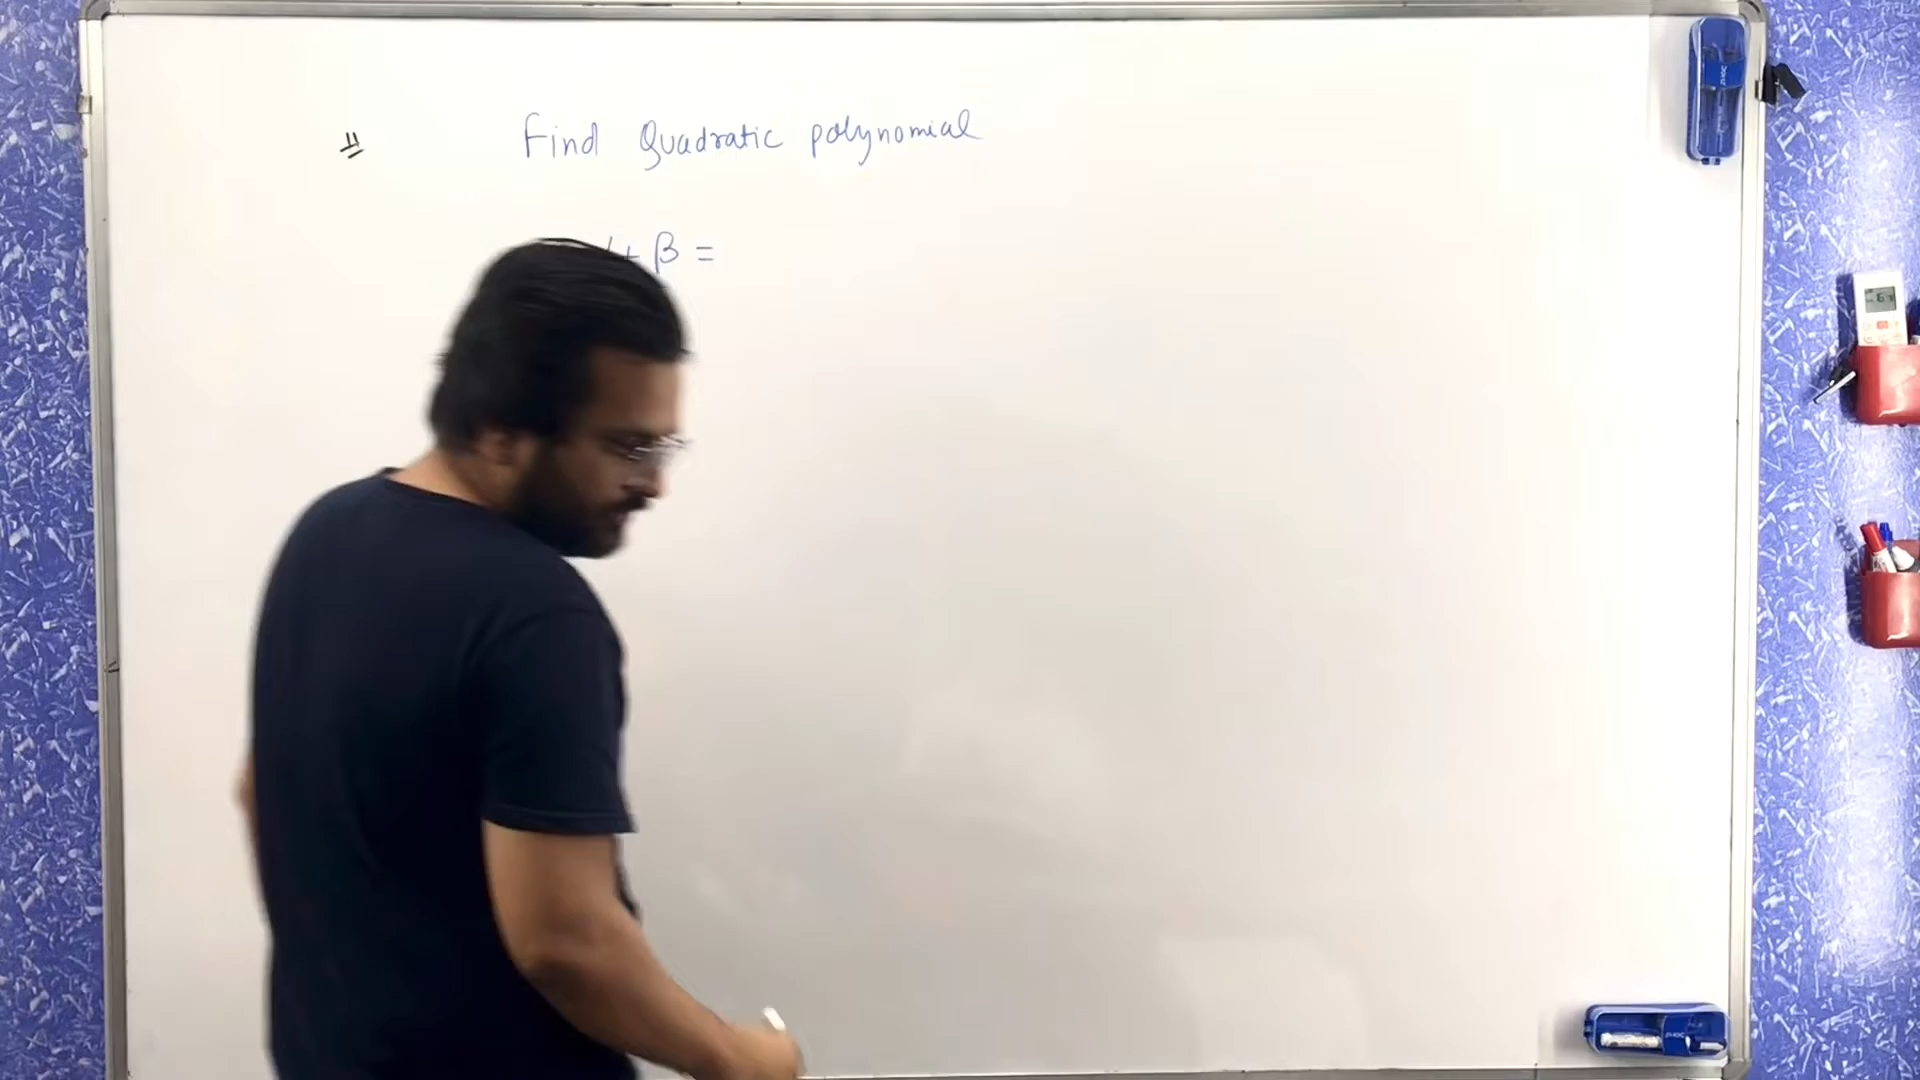 Find Quadratic polynomial
+ β =